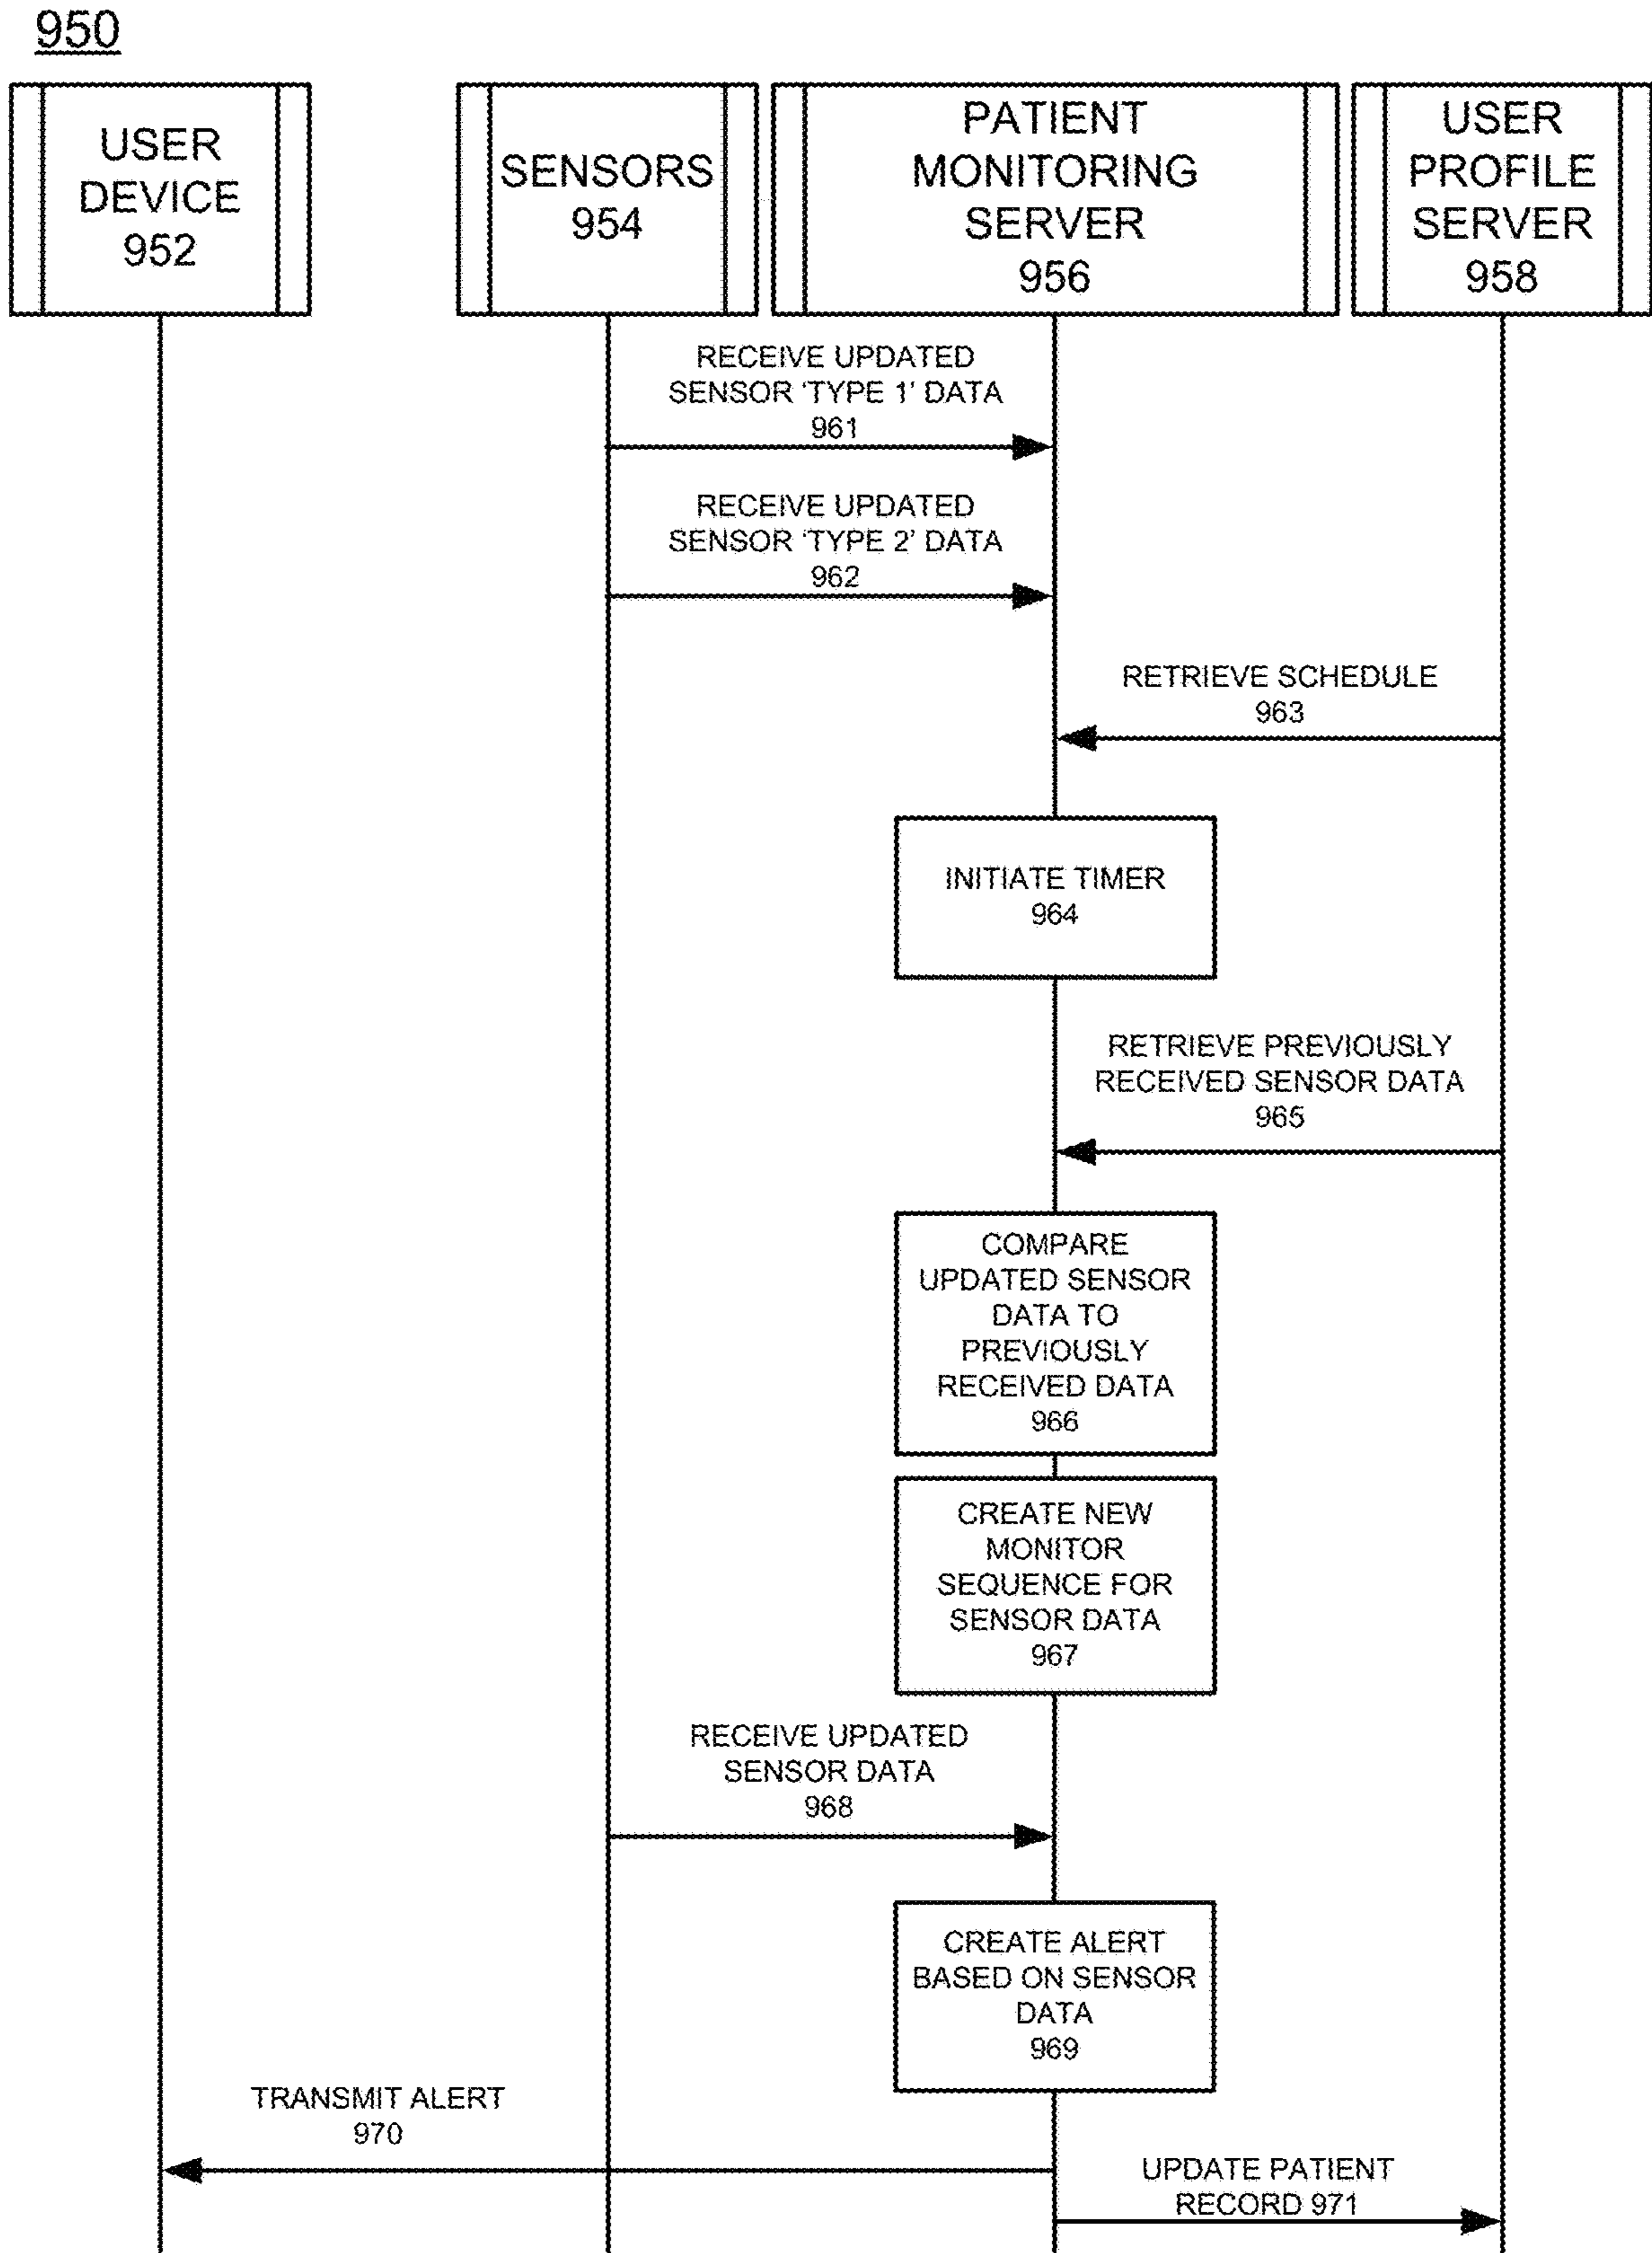 950
USER
DEVICE
952
SENSORS
954
PATIENT
MONITORING
SERVER
956
USER
PROFILE
SERVER
958
RECEIVE UPDATED
SENSOR ‘TYPE 1’ DATA
961
RECEIVE UPDATED
SENSOR ‘TYPE 2’ DATA
962
RETRIEVE SCHEDULE
963
INITIATE TIMER
964
RETRIEVE PREVIOUSLY
RECEIVED SENSOR DATA
965
COMPARE
UPDATED SENSOR
DATA TO
PREVIOUSLY
RECEIVED DATA
966
CREATE NEW
MONITOR
SEQUENCE FOR
SENSOR DATA
967
RECEIVE UPDATED
SENSOR DATA
968
CREATE ALERT
BASED ON SENSOR
DATA
969
TRANSMIT ALERT
970
UPDATE PATIENT
RECORD 971